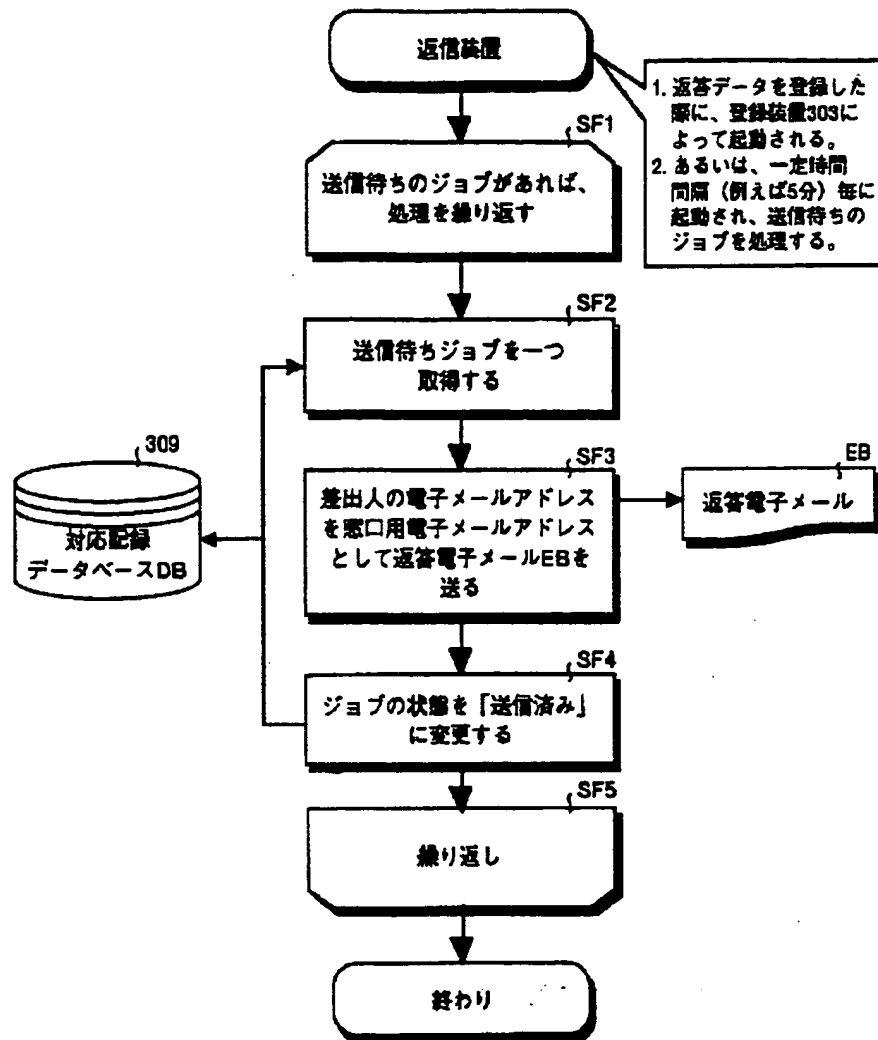 返信装置
1. 返答データを登録した
際に、登録装置303に
よって起動される。
2. あるいは、一定時間
間隔（例えば5分）毎に
起動され、送信待ちの
ジョブを処理する。
SF1
送信待ちのジョブがあれば、
処理を繰り返す
SF2
送信待ちジョブを一つ
取得する
309
対応記録
データベースDB
SF3
差出人の電子メールアドレス
を窓口用電子メールアドレス
として返答電子メールEBを
送る
EB
返答電子メール
SF4
ジョブの状態を「送信済み」
に変更する
SF5
繰り返し
終わり